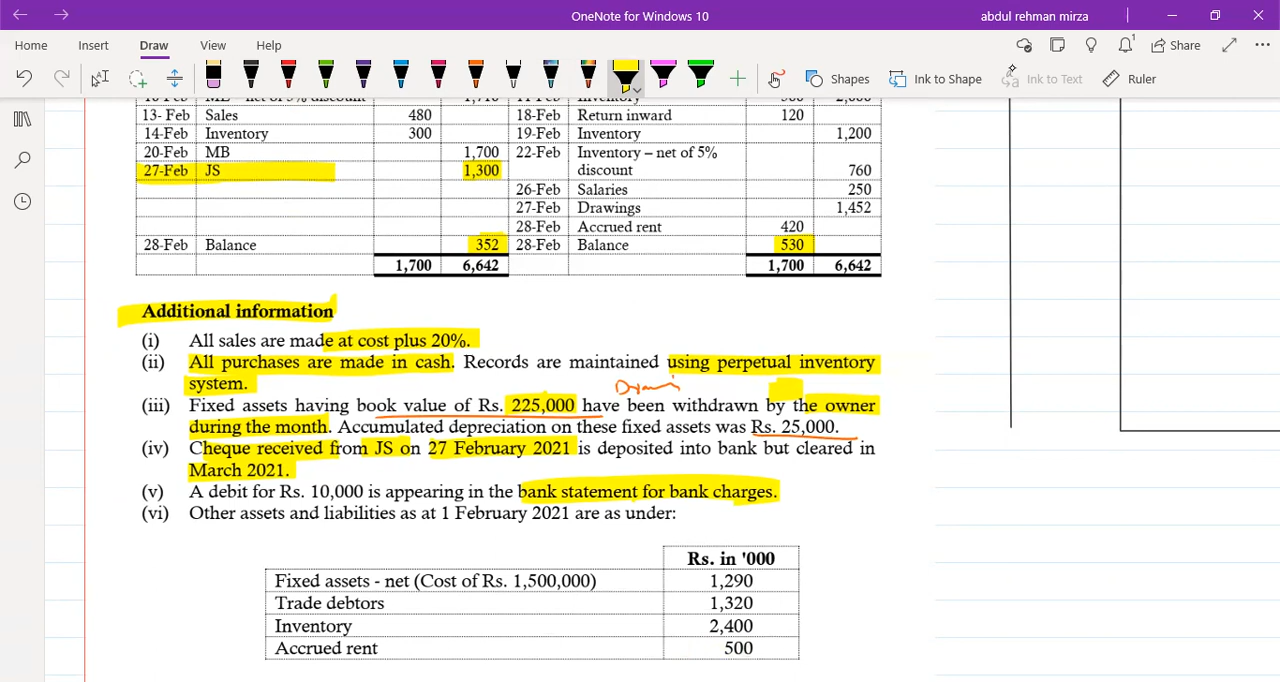 OneNote for Windows 10
abdul rehman mirza
Home Insert Draw View Help
Share
Shapes Ink to Shape Ink to Text Ruler
1,710 2,000
13- Feb Sales 480 18-Feb Return inward 120
14-Feb Inventory 300 19-Feb Inventory 1,200
20-Feb MB 1,700 22-Feb Inventory – net of 5%
27-Feb JS 1,300 discount 760
26-Feb Salaries 250
27-Feb Drawings 1,452
28-Feb Accrued rent 420
28-Feb Balance 352 28-Feb Balance 530
1,700 6,642 1,700 6,642
Additional information
(i) All sales are made at cost plus 20%.
(ii) All purchases are made in cash. Records are maintained using perpetual inventory
system.
(iii) Fixed assets having book value of Rs. 225,000 have been withdrawn by the owner
during the month. Accumulated depreciation on these fixed assets was Rs. 25,000.
(iv) Cheque received from JS on 27 February 2021 is deposited into bank but cleared in
March 2021.
(v) A debit for Rs. 10,000 is appearing in the bank statement for bank charges.
(vi) Other assets and liabilities as at 1 February 2021 are as under:
Rs. in '000
Fixed assets - net (Cost of Rs. 1,500,000) 1,290
Trade debtors 1,320
Inventory 2,400
Accrued rent 500